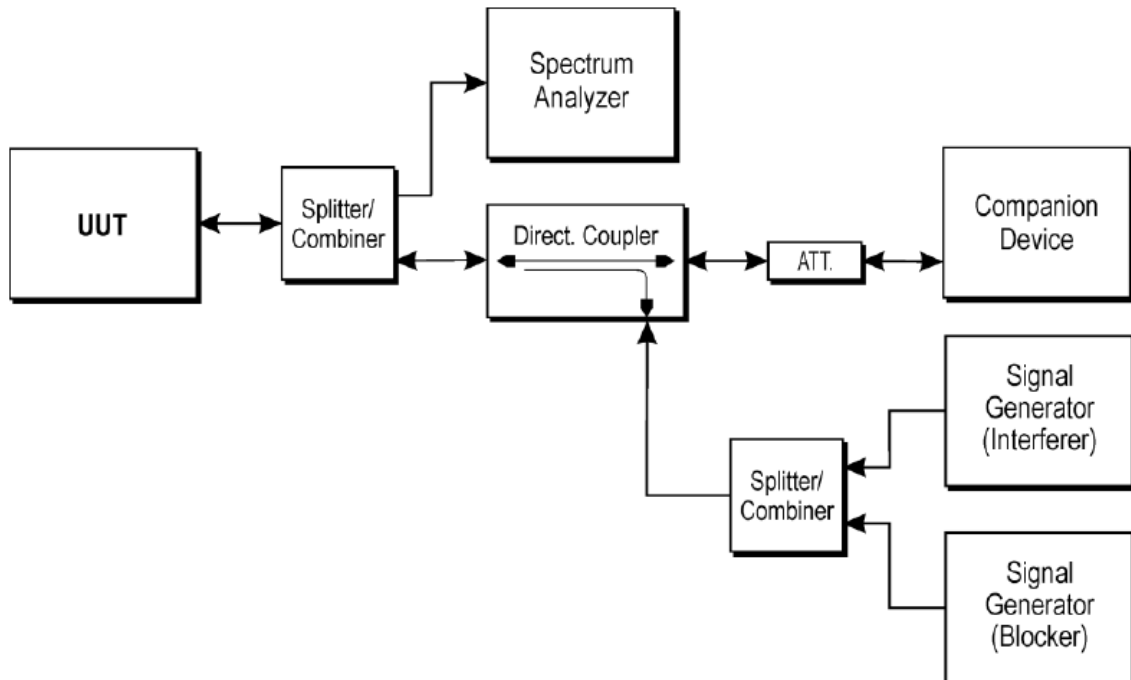 Spectrum
Analyzer
UUT
Splitter/
Combiner
Direct. Coupler
ATT.
Companion
Device
Signal
Generator
(Interferer)
Splitter/
Combiner
Signal
Generator
(Blocker)